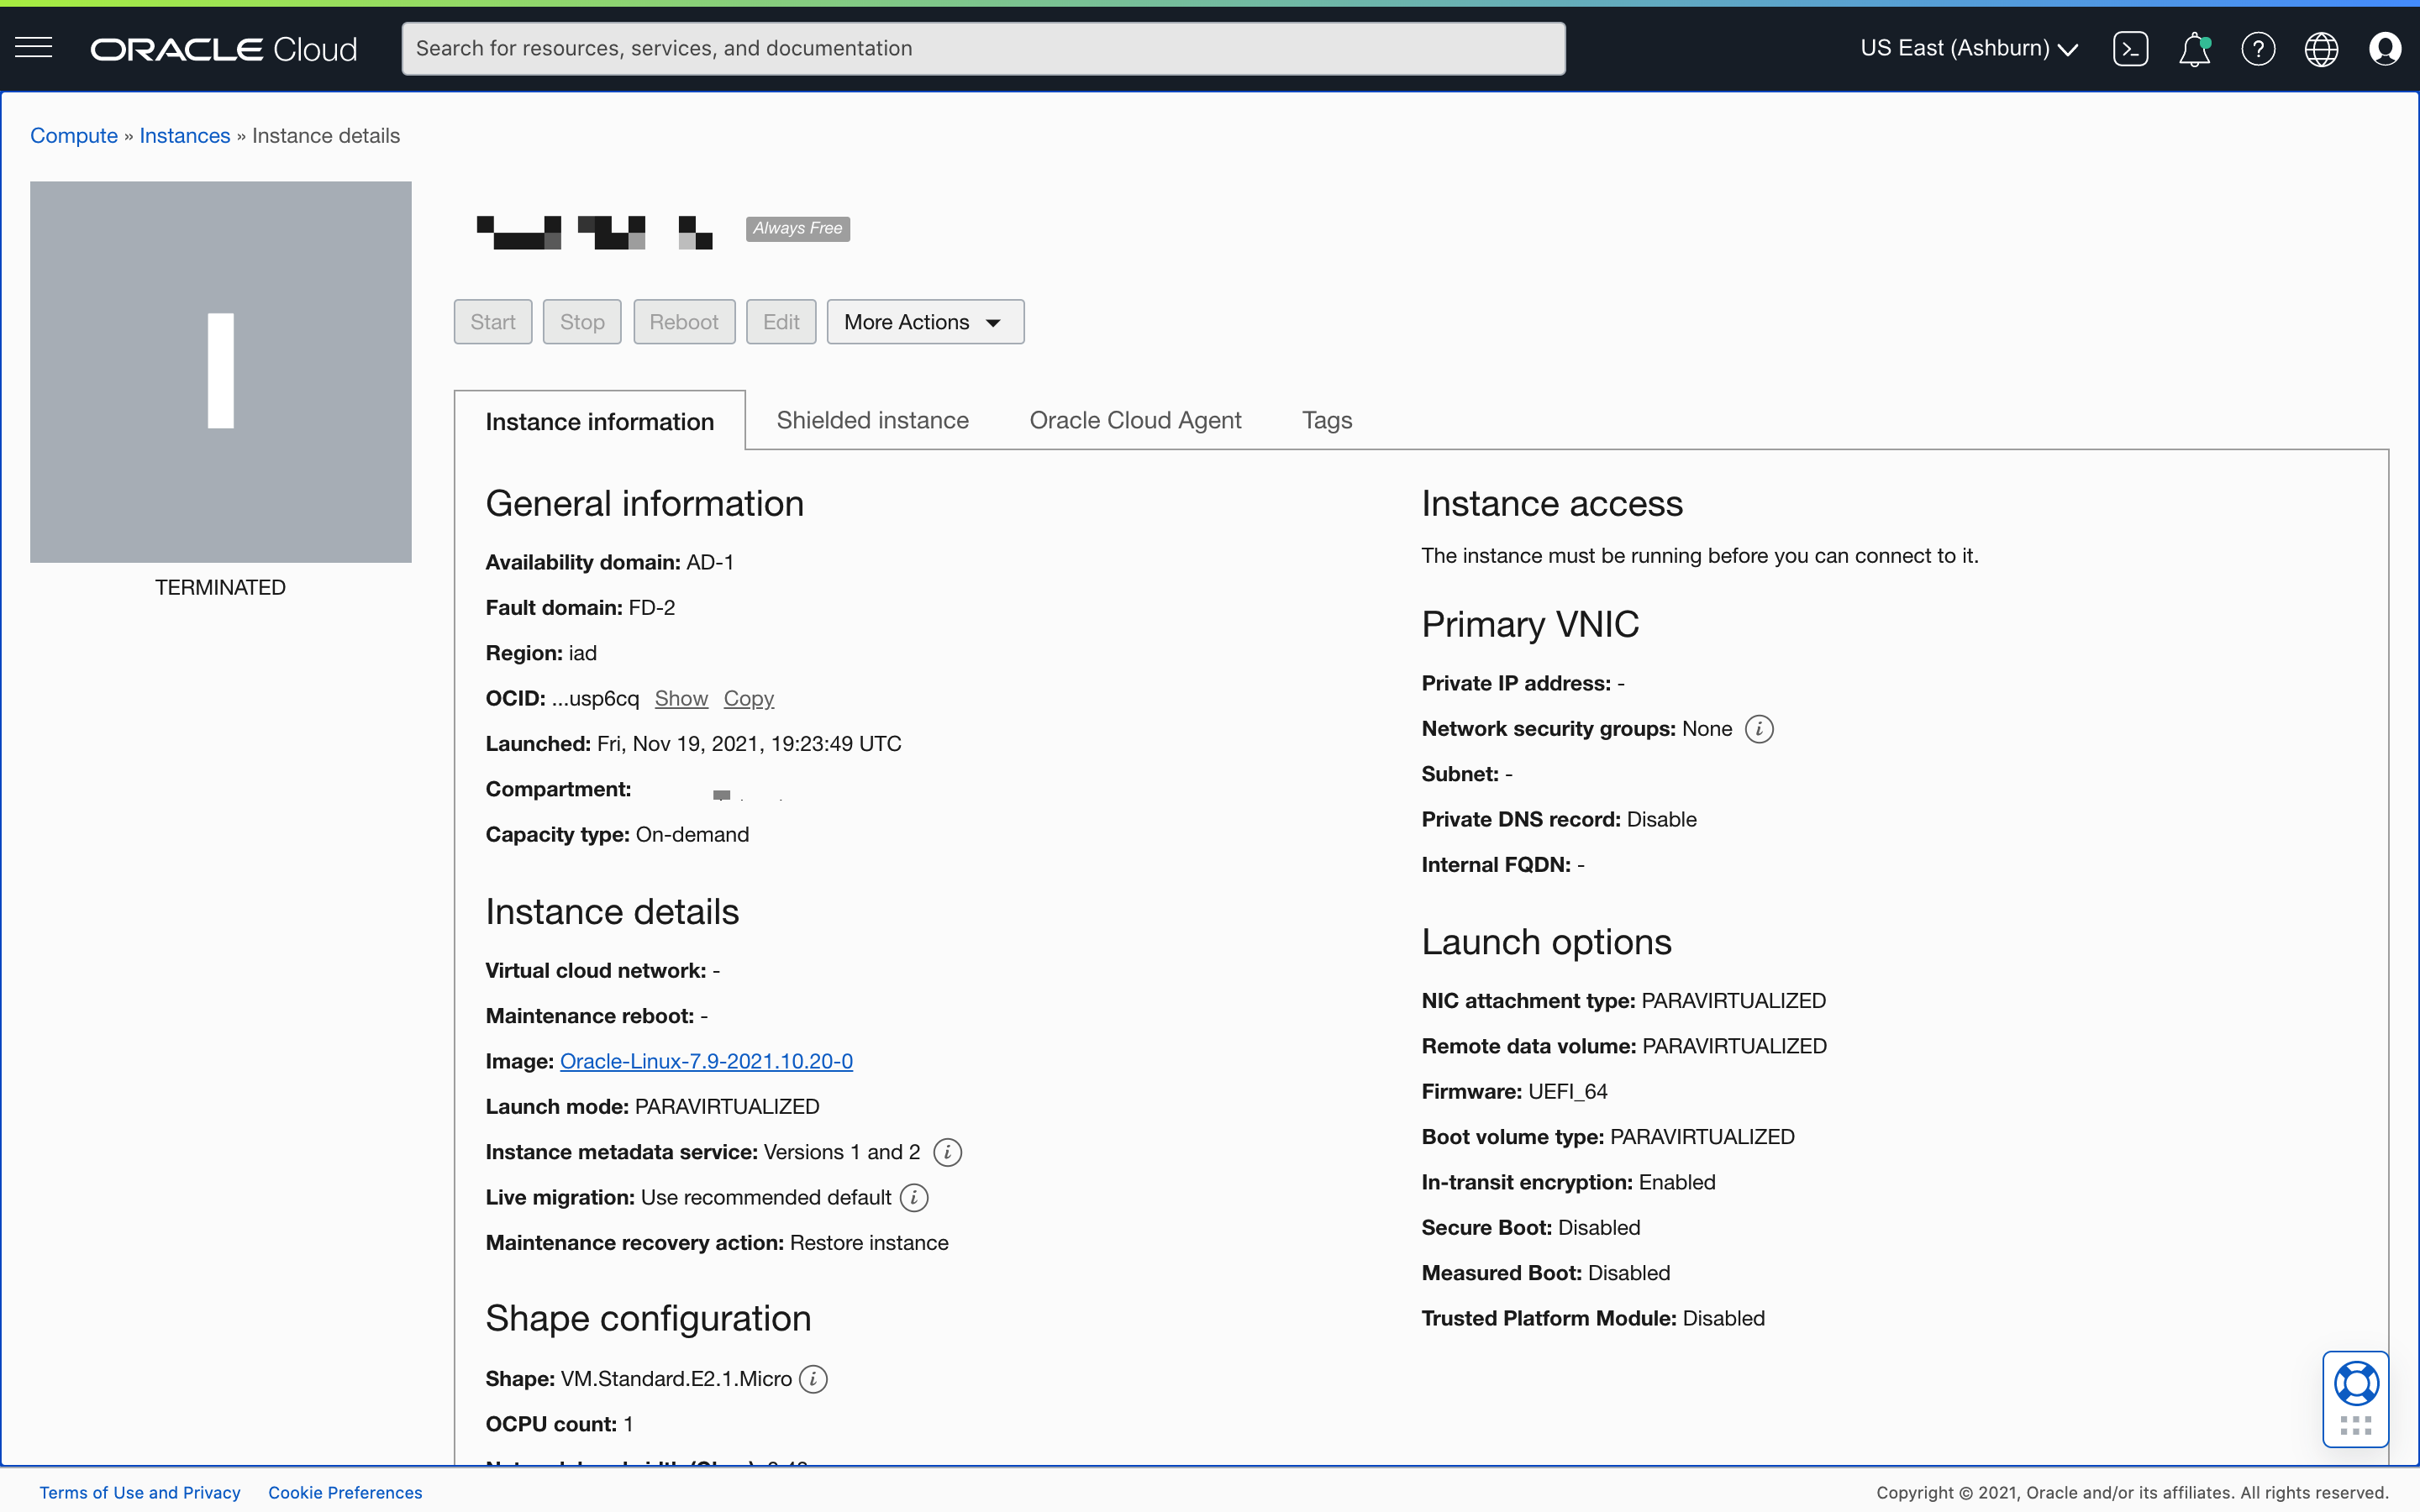 ORACLE Cloud
Search for resources, services, and documentation
US East (Ashburn)
Compute » Instances » Instance details
I
TERMINATED
Always Free
Start
Stop
Reboot
Edit
More Actions
Instance information
Shielded instance
Oracle Cloud Agent
Tags
General information
Availability domain: AD-1
Fault domain: FD-2
Region: iad
OCID: ...usp6cq Show Copy
Launched: Fri, Nov 19, 2021, 19:23:49 UTC
Compartment:
Capacity type: On-demand
Instance details
Virtual cloud network: -
Maintenance reboot: -
Image: Oracle-Linux-7.9-2021.10.20-0
Launch mode: PARAVIRTUALIZED
Instance metadata service: Versions 1 and 2
Live migration: Use recommended default
Maintenance recovery action: Restore instance
Shape configuration
Shape: VM.Standard.E2.1.Micro
OCPU count: 1
Instance access
The instance must be running before you can connect to it.
Primary VNIC
Private IP address: -
Network security groups: None
Subnet: -
Private DNS record: Disable
Internal FQDN: -
Launch options
NIC attachment type: PARAVIRTUALIZED
Remote data volume: PARAVIRTUALIZED
Firmware: UEFI_64
Boot volume type: PARAVIRTUALIZED
In-transit encryption: Enabled
Secure Boot: Disabled
Measured Boot: Disabled
Trusted Platform Module: Disabled
Terms of Use and Privacy
Cookie Preferences
Copyright © 2021, Oracle and/or its affiliates. All rights reserved.